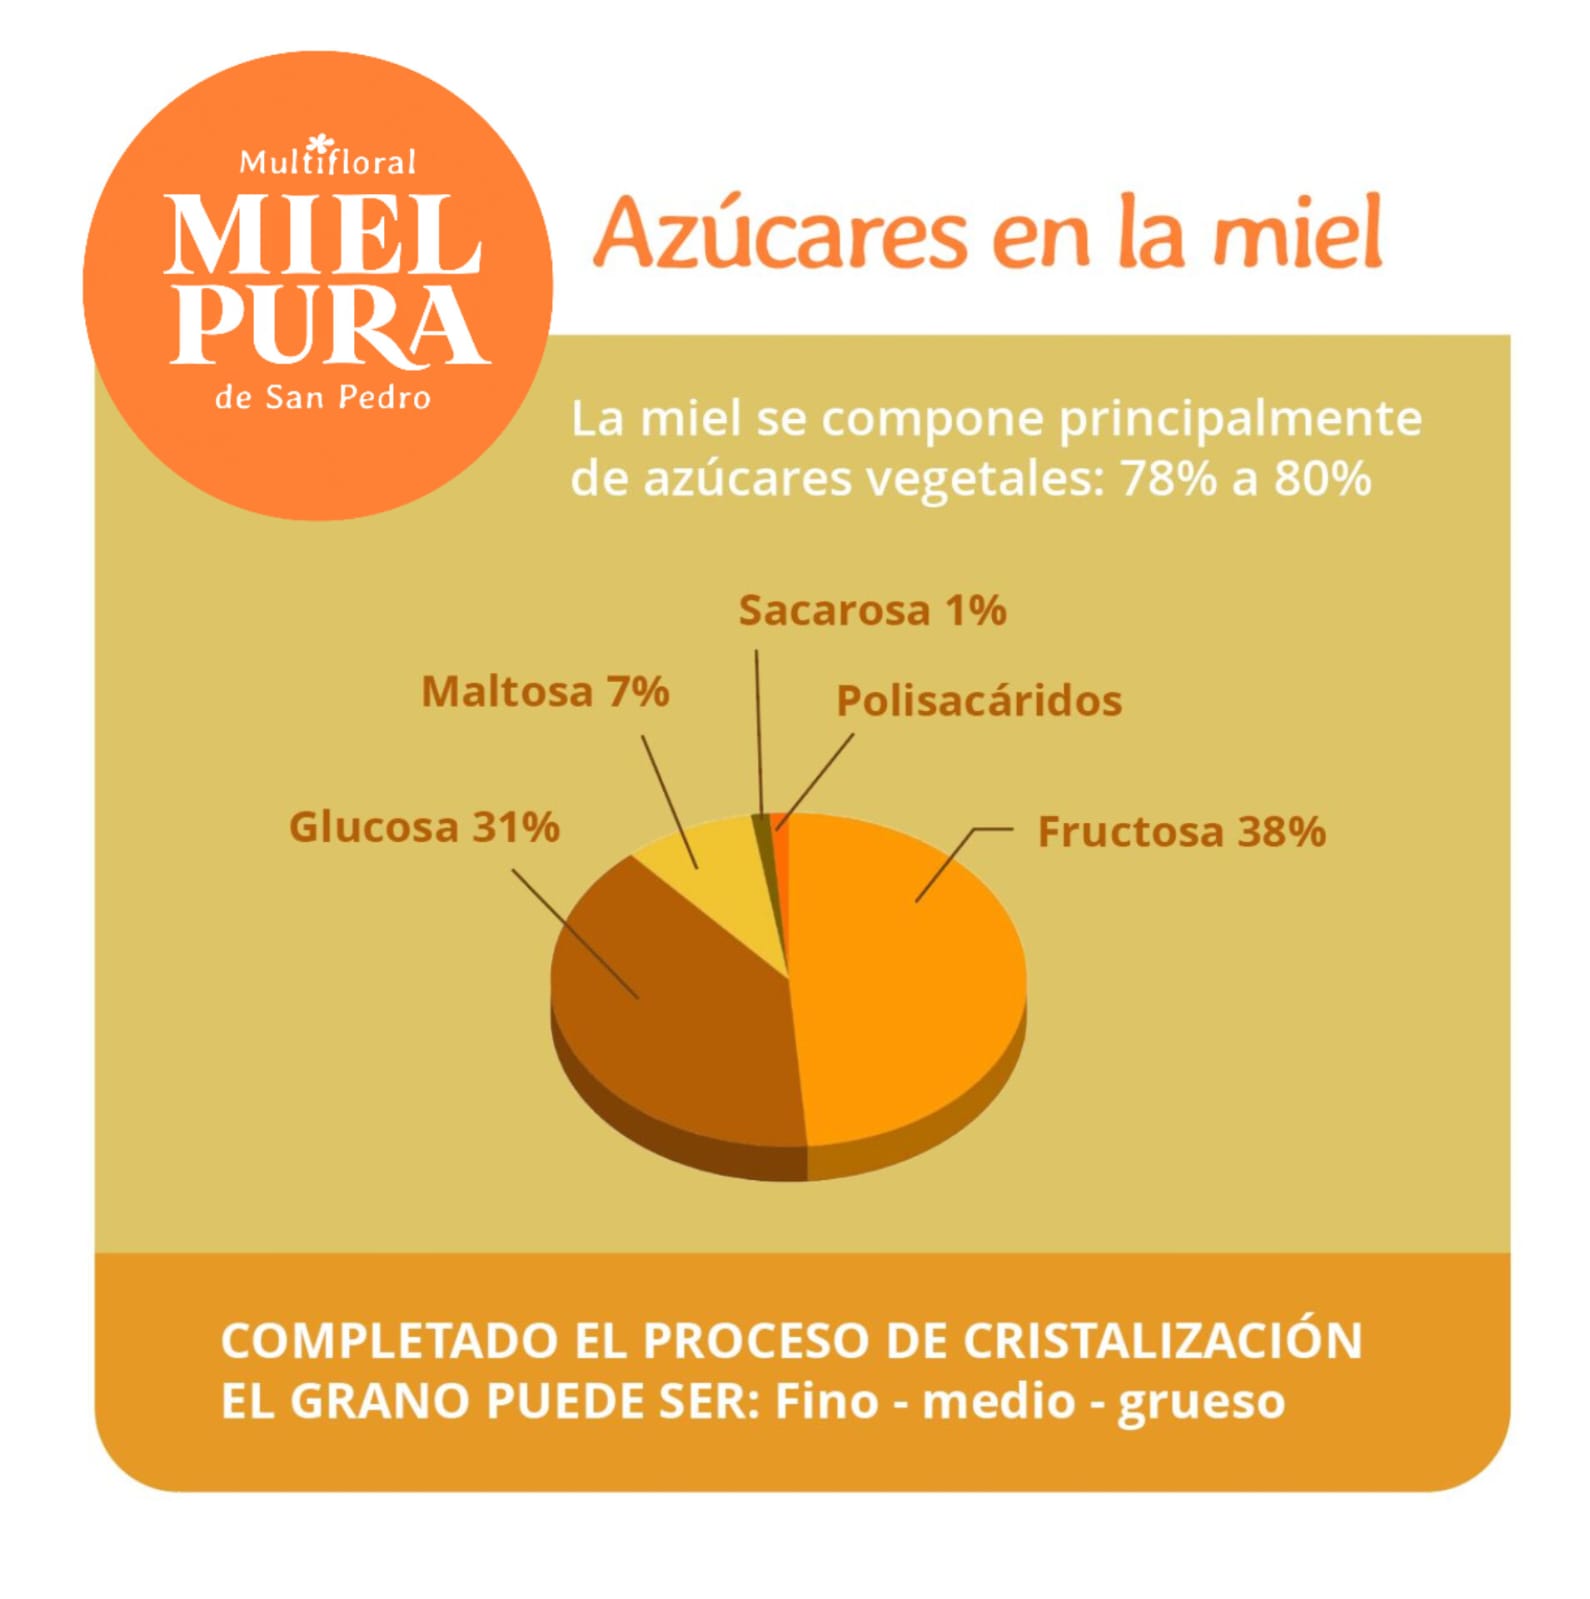 Multifloral
MIEL
PURA
de San Pedro
Azúcares en la miel
La miel se compone principalmente
de azúcares vegetales: 78% a 80%
Sacarosa 1%
Maltosa 7%
Polisacáridos
Glucosa 31%
Fructosa 38%
COMPLETADO EL PROCESO DE CRISTALIZACIÓN
EL GRANO PUEDE SER: Fino - medio - grueso